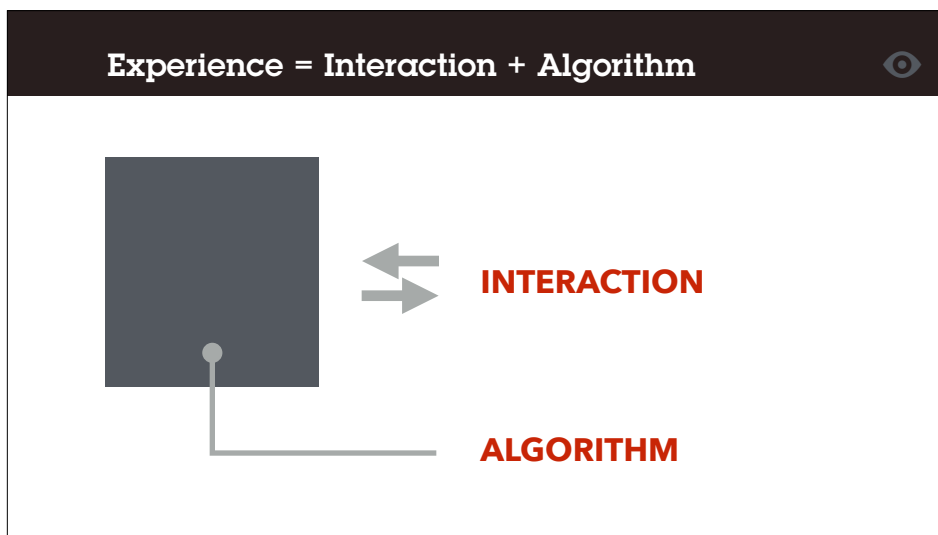 Experience = Interaction + Algorithm
INTERACTION
ALGORITHM